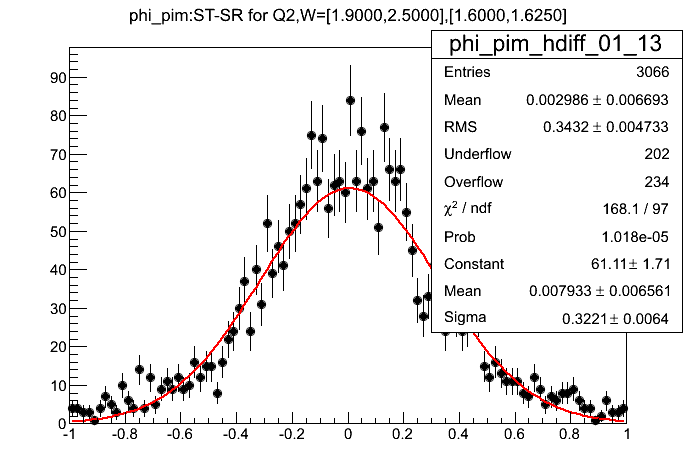 phi_pim:ST-SR for Q2,W=[1.9000,2.5000],[1.6000,1.6250]
phi_pim_hdiff_01_13
Entries 3066
Mean 0.002986 ± 0.006693
RMS 0.3432 ± 0.004733
Underflow 202
Overflow 234
χ² / ndf 168.1 / 97
Prob 1.018e-05
Constant 61.11 ± 1.71
Mean 0.007933 ± 0.006561
Sigma 0.3221 ± 0.0064
90
80
70
60
50
40
30
20
10
0
-1 -0.8 -0.6 -0.4 -0.2 0 0.2 0.4 0.6 0.8 1